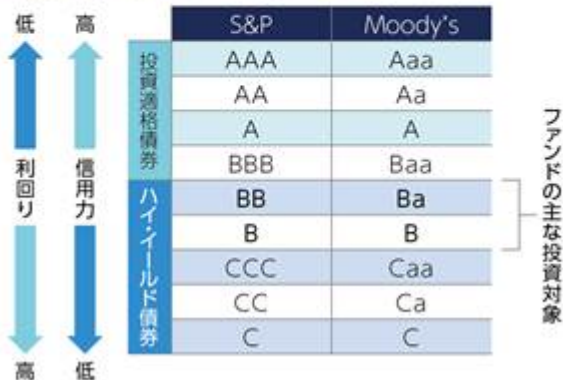 低 高
S&P Moody's
投資適格債券
AAA Aaa
AA Aa
A A
BBB Baa
ハイ・イールド債券
BB Ba
B B
CCC Caa
CC Ca
C C
利回り
信用力
高 低
ファンドの主な投資対象